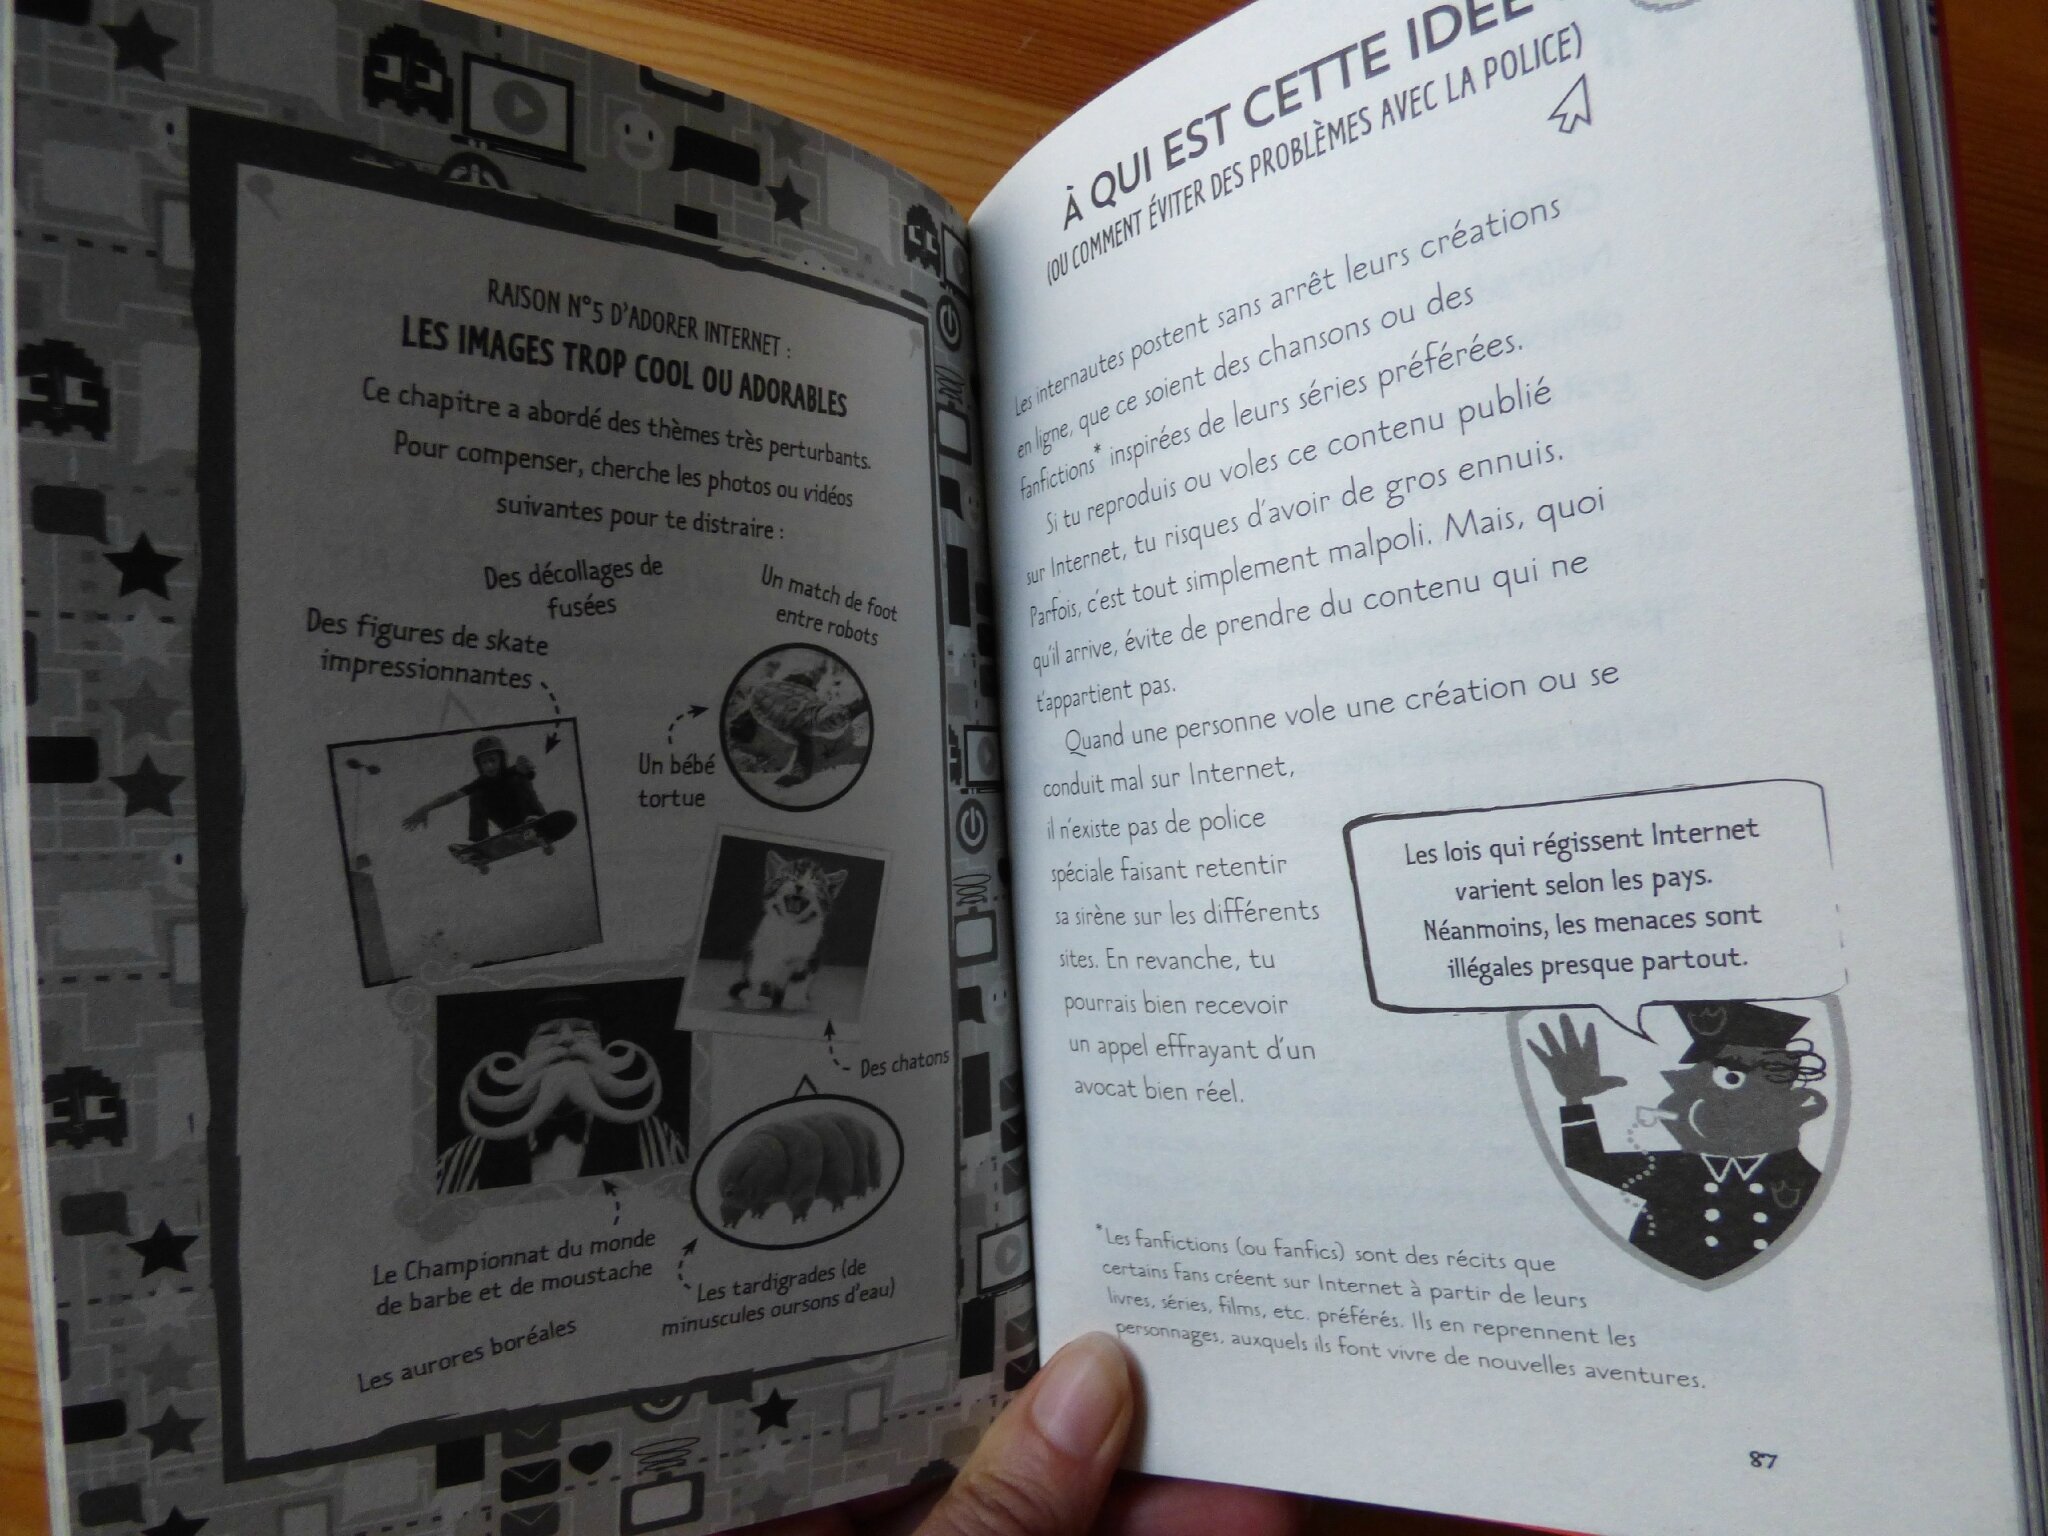 RAISON N°5 D'ADORER INTERNET :
LES IMAGES TROP COOL OU ADORABLES
Ce chapitre a abordé des thèmes très perturbants.
Pour compenser, cherche les photos ou vidéos
suivantes pour te distraire :
Des décollages de
fusées
Un match de foot
entre robots
Des figures de skate
impressionnantes
Un bébé
tortue
Des chatons
Le Championnat du monde
de barbe et de moustache
Les tardigrades (de
minuscules oursons d'eau)
Les aurores boréales
À QUI EST CETTE IDÉE
(OU COMMENT ÉVITER DES PROBLÈMES AVEC LA POLICE)
Les internautes postent sans arrêt leurs créations
en ligne, que ce soient des chansons ou des
fanfictions* inspirées de leurs séries préférées.
Si tu reproduis ou voles ce contenu publié
sur Internet, tu risques d'avoir de gros ennuis.
Parfois, c'est tout simplement malpoli. Mais, quoi
qu'il arrive, évite de prendre du contenu qui ne
t'appartient pas.
Quand une personne vole une création ou se
conduit mal sur Internet,
il n'existe pas de police
spéciale faisant retentir
sa sirène sur les différents
sites. En revanche, tu
pourrais bien recevoir
un appel effrayant d'un
avocat bien réel.
Les lois qui régissent Internet
varient selon les pays.
Néanmoins, les menaces sont
illégales presque partout.
*Les fanfictions (ou fanfics) sont des récits que
certains fans créent sur Internet à partir de leurs
livres, séries, films, etc. préférés. Ils en reprennent les
personnages, auxquels ils font vivre de nouvelles aventures.
87